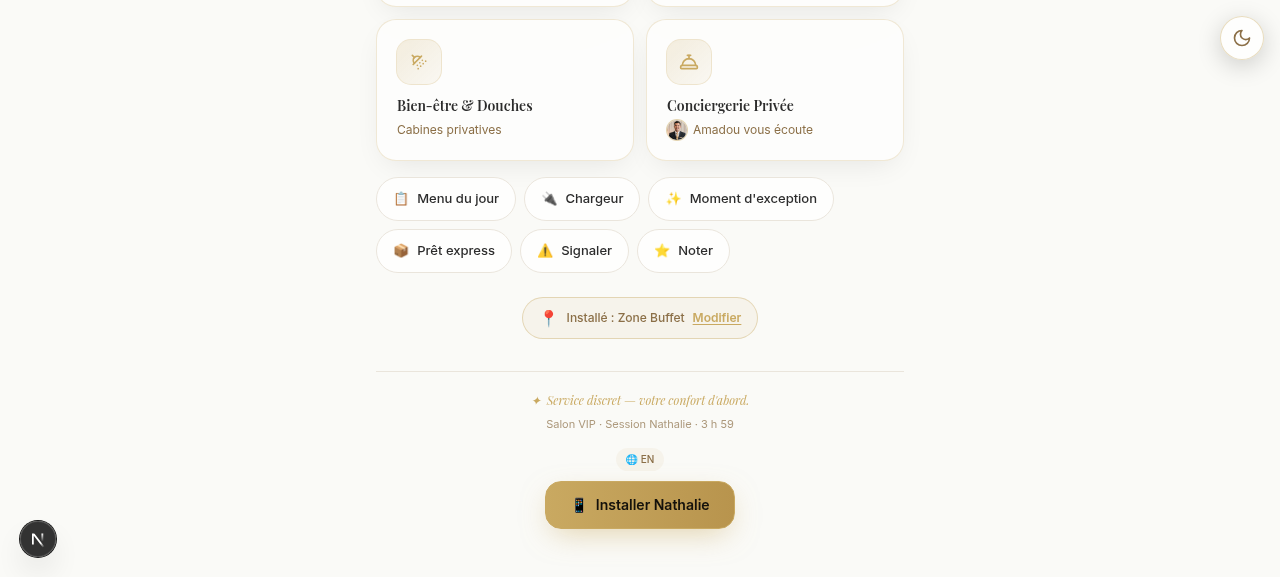 Bien-être & Douches
Cabines privatives
Conciergerie Privée
Amadou vous écoute
Menu du jour
Chargeur
Moment d'exception
Prêt express
Signaler
Noter
Installé : Zone Buffet Modifier
Service discret — votre confort d'abord.
Salon VIP · Session Nathalie · 3 h 59
EN
Installer Nathalie
N